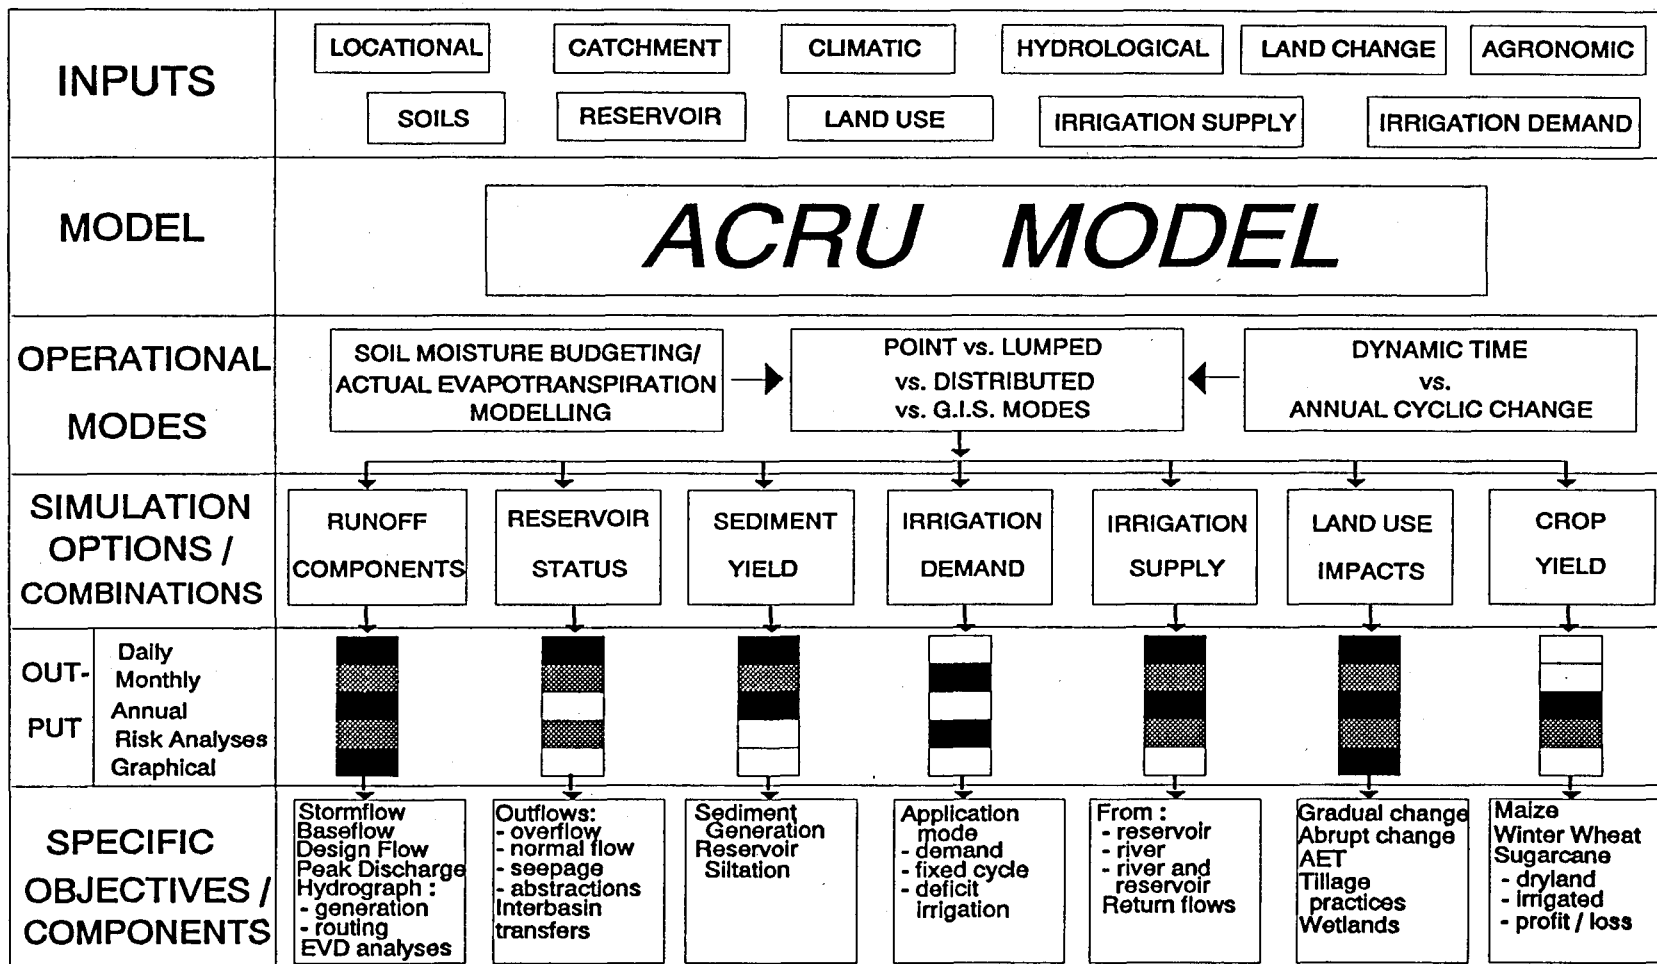 INPUTS
LOCATIONAL
CATCHMENT
CLIMATIC
HYDROLOGICAL
LAND CHANGE
AGRONOMIC
SOILS
RESERVOIR
LAND USE
IRRIGATION SUPPLY
IRRIGATION DEMAND
MODEL
ACRU MODEL
OPERATIONAL
MODES
SOIL MOISTURE BUDGETING/
ACTUAL EVAPOTRANSPIRATION
MODELLING
POINT vs. LUMPED
vs. DISTRIBUTED
vs. G.I.S. MODES
DYNAMIC TIME
vs.
ANNUAL CYCLIC CHANGE
SIMULATION
OPTIONS /
COMBINATIONS
RUNOFF
COMPONENTS
RESERVOIR
STATUS
SEDIMENT
YIELD
IRRIGATION
DEMAND
IRRIGATION
SUPPLY
LAND USE
IMPACTS
CROP
YIELD
OUT-
PUT
Daily
Monthly
Annual
Risk Analyses
Graphical
SPECIFIC
OBJECTIVES /
COMPONENTS
Stormflow
Baseflow
Design Flow
Peak Discharge
Hydrograph :
- generation
- routing
EVD analyses
Outflows:
- overflow
- normal flow
- seepage
- abstractions
Interbasin
transfers
Sediment
Generation
Reservoir
Siltation
Application
mode
- demand
- fixed cycle
- deficit
irrigation
From :
- reservoir
- river
- river and
reservoir
Return flows
Gradual change
Abrupt change
AET
Tillage
practices
Wetlands
Maize
Winter Wheat
Sugarcane
- dryland
- irrigated
- profit / loss